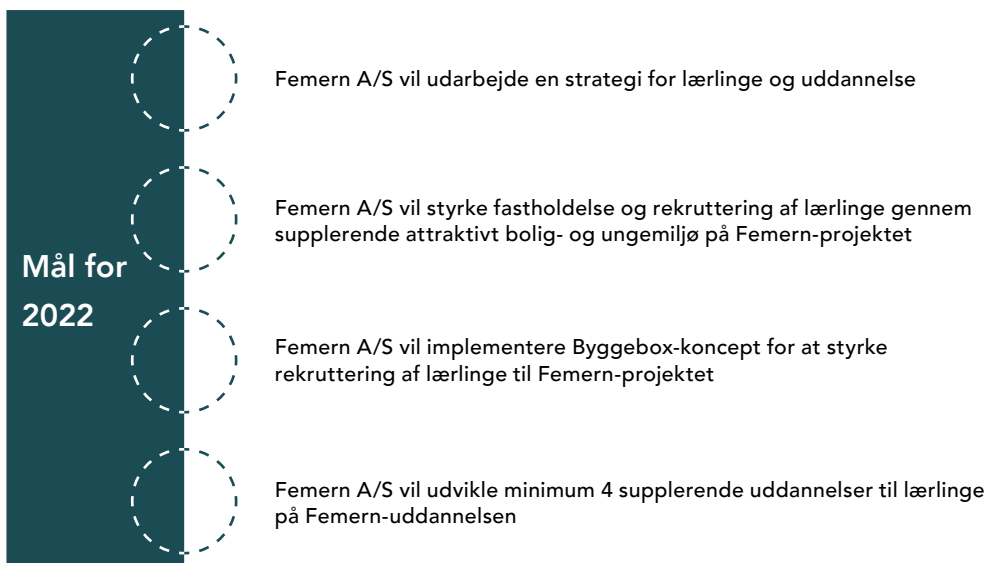 Mål for
2022
Femern A/S vil udarbejde en strategi for lærlinge og uddannelse
Femern A/S vil styrke fastholdelse og rekruttering af lærlinge gennem
supplerende attraktivt bolig- og ungemiljø på Femern-projektet
Femern A/S vil implementere Byggebox-koncept for at styrke
rekruttering af lærlinge til Femern-projektet
Femern A/S vil udvikle minimum 4 supplerende uddannelser til lærlinge
på Femern-uddannelsen